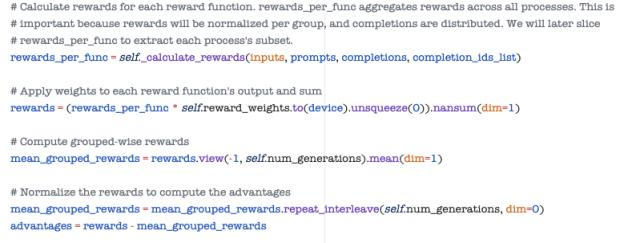 # Calculate rewards for each reward function. rewards_per_func aggregates rewards across all processes. This is
# important because rewards will be normalized per group, and completions are distributed. We will later slice
# rewards_per_func to extract each process's subset.
rewards_per_func = self._calculate_rewards(inputs, prompts, completions, completion_ids_list)

# Apply weights to each reward function's output and sum
rewards = (rewards_per_func * self.reward_weights.to(device).unsqueeze(0)).nansum(dim=1)

# Compute grouped-wise rewards
mean_grouped_rewards = rewards.view(-1, self.num_generations).mean(dim=1)

# Normalize the rewards to compute the advantages
mean_grouped_rewards = mean_grouped_rewards.repeat_interleave(self.num_generations, dim=0)
advantages = rewards - mean_grouped_rewards